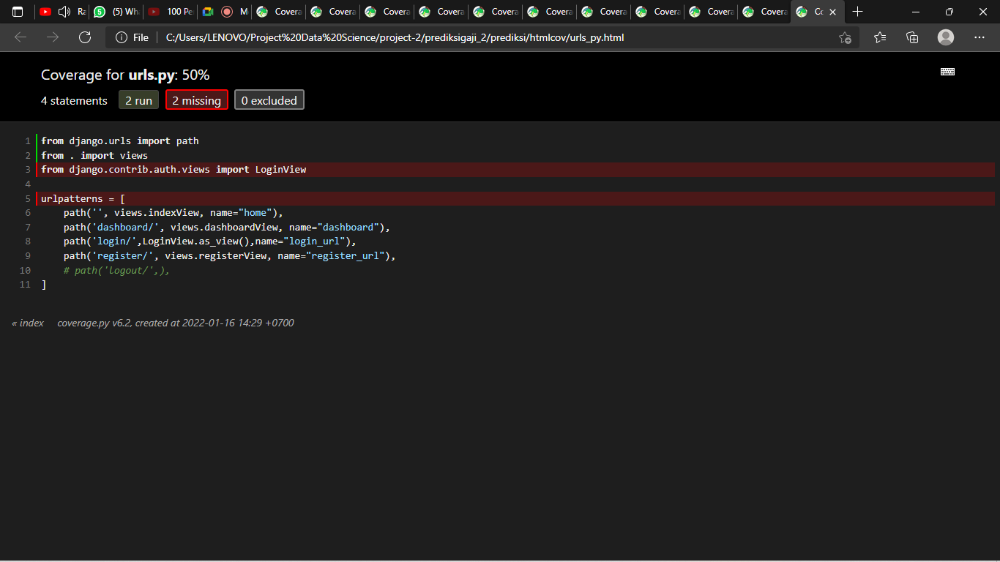 Ra (5) Wh 100 Pe M Covera Covera Covera Covera Covera Covera Covera Covera Covera Covera Co
File C:/Users/LENOVO/Project%20Data%20Science/project-2/prediksigaji_2/prediksi/htmlcov/urls_py.html
Coverage for urls.py: 50%
4 statements 2 run 2 missing 0 excluded
1 from django.urls import path
2 from . import views
3 from django.contrib.auth.views import LoginView
4
5 urlpatterns = [
6 path('', views.indexView, name="home"),
7 path('dashboard/', views.dashboardView, name="dashboard"),
8 path('login/',LoginView.as_view(),name="login_url"),
9 path('register/', views.registerView, name="register_url"),
10 # path('logout/',),
11 ]
« index coverage.py v6.2, created at 2022-01-16 14:29 +0700